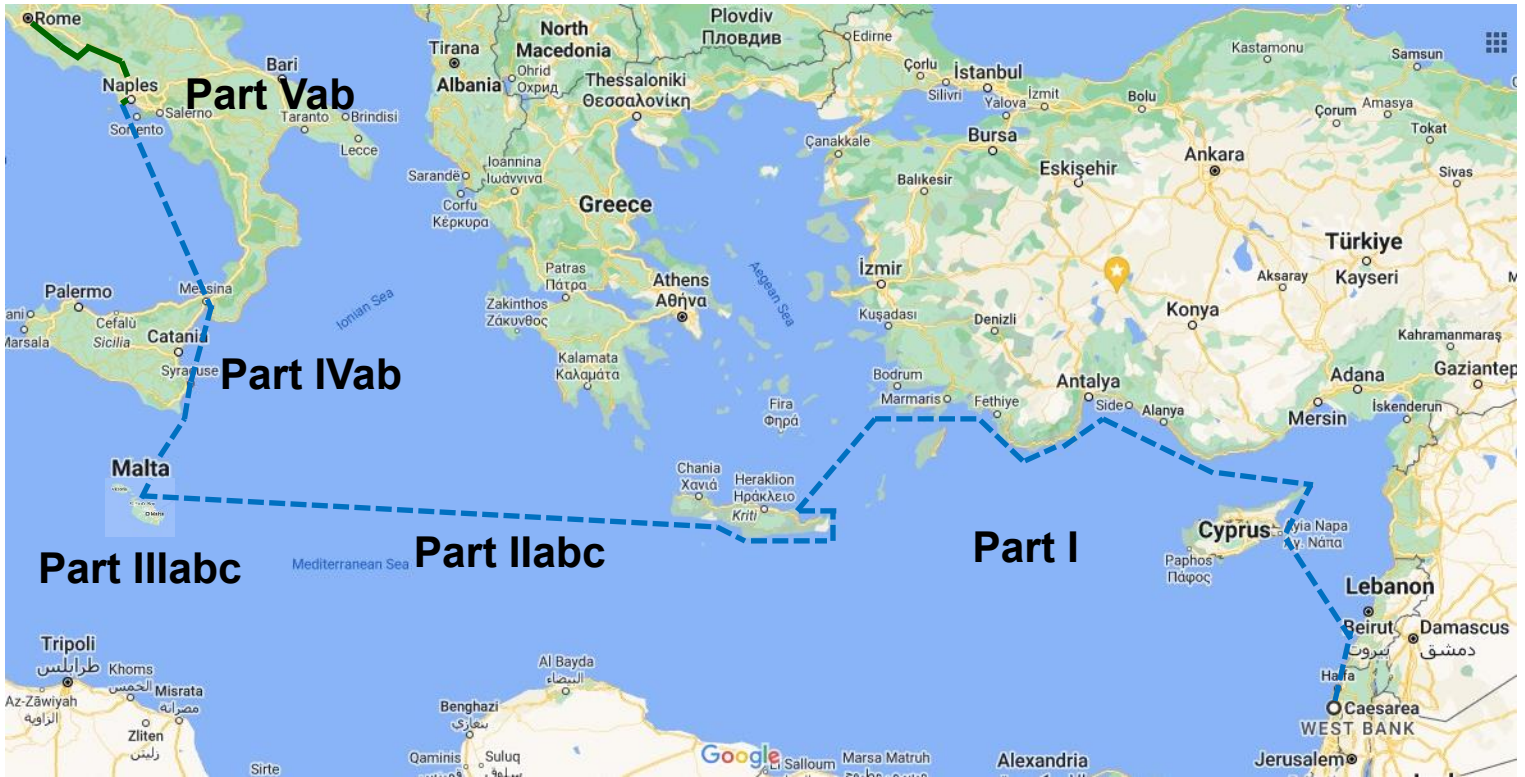 Rome
Plovdiv
Пловдив
North
Macedonia
Tirana
Albania
Ohrid
Охрид
Edirne
Kastamonu
Samsun
Bari
Çorlu
İstanbul
Silivri
Yalova
İzmit
Bolu
Thessaloniki
Θεσσαλονίκη
Naples
Part Vab
Salerno
Taranto
Brindisi
Sorrento
Lecce
Çanakkale
Bursa
Çorum
Amasya
Tokat
Ankara
Eskişehir
Sivas
Ioannina
Ιωάννινα
Sarandë
Corfu
Κέρκυρα
Balıkesir
Greece
Türkiye
Kayseri
Aksaray
İzmir
Patras
Πάτρα
Athens
Αθήνα
Aegean Sea
Konya
Messina
Palermo
Cefalù
Marsala
Sicilia
Catania
Ionian Sea
Zakinthos
Ζάκυνθος
Kuşadası
Denizli
Kahramanmaraş
Gaziantep
Kalamata
Καλαμάτα
Syracuse
Part IVab
Bodrum
Marmaris
Fethiye
Antalya
Side
Alanya
Adana
Mersin
İskenderun
Fira
Φηρά
Malta
Chania
Χανιά
Heraklion
Ηράκλειο
Kriti
Cyprus
Ayia Napa
Αγ. Νάπα
Paphos
Πάφος
Part IIIabc
Mediterranean Sea
Part IIabc
Part I
Lebanon
Beirut
بيروت
Damascus
دمشق
Tripoli
طرابلس
Khoms
الخمس
Misrata
مصراتة
Az-Zāwiyah
الزاوية
Zliten
زليتن
Al Bayda
البيضاء
Benghazi
بنغازي
Haifa
Caesarea
WEST BANK
Qaminis
Suluq
سلوق
Sirte
Google
El Salloum
Marsa Matruh
Alexandria
Jerusalem